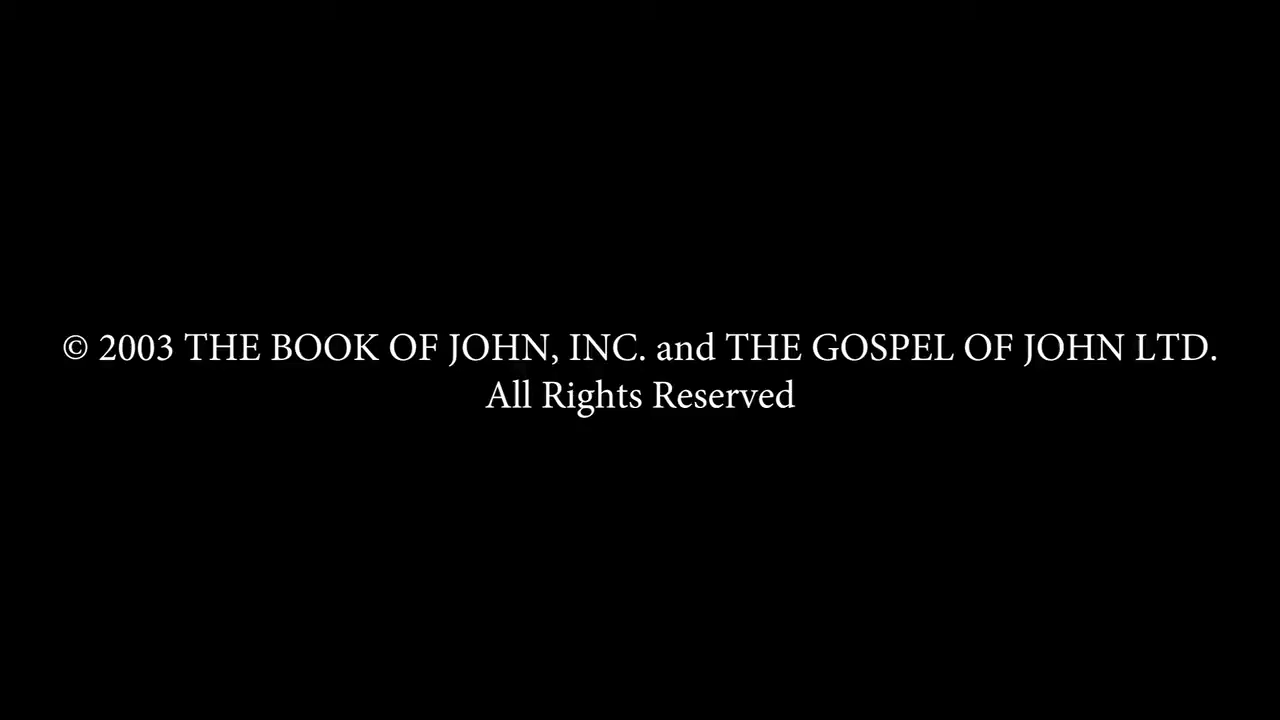 © 2003 THE BOOK OF JOHN, INC. and THE GOSPEL OF JOHN LTD.
All Rights Reserved